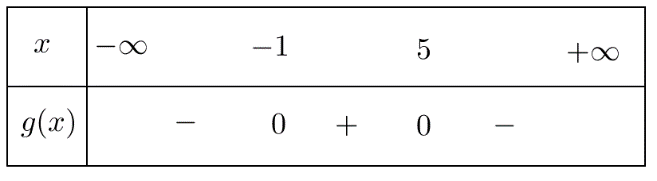 x −∞ −1 5 +∞
g(x) − 0 + 0 −